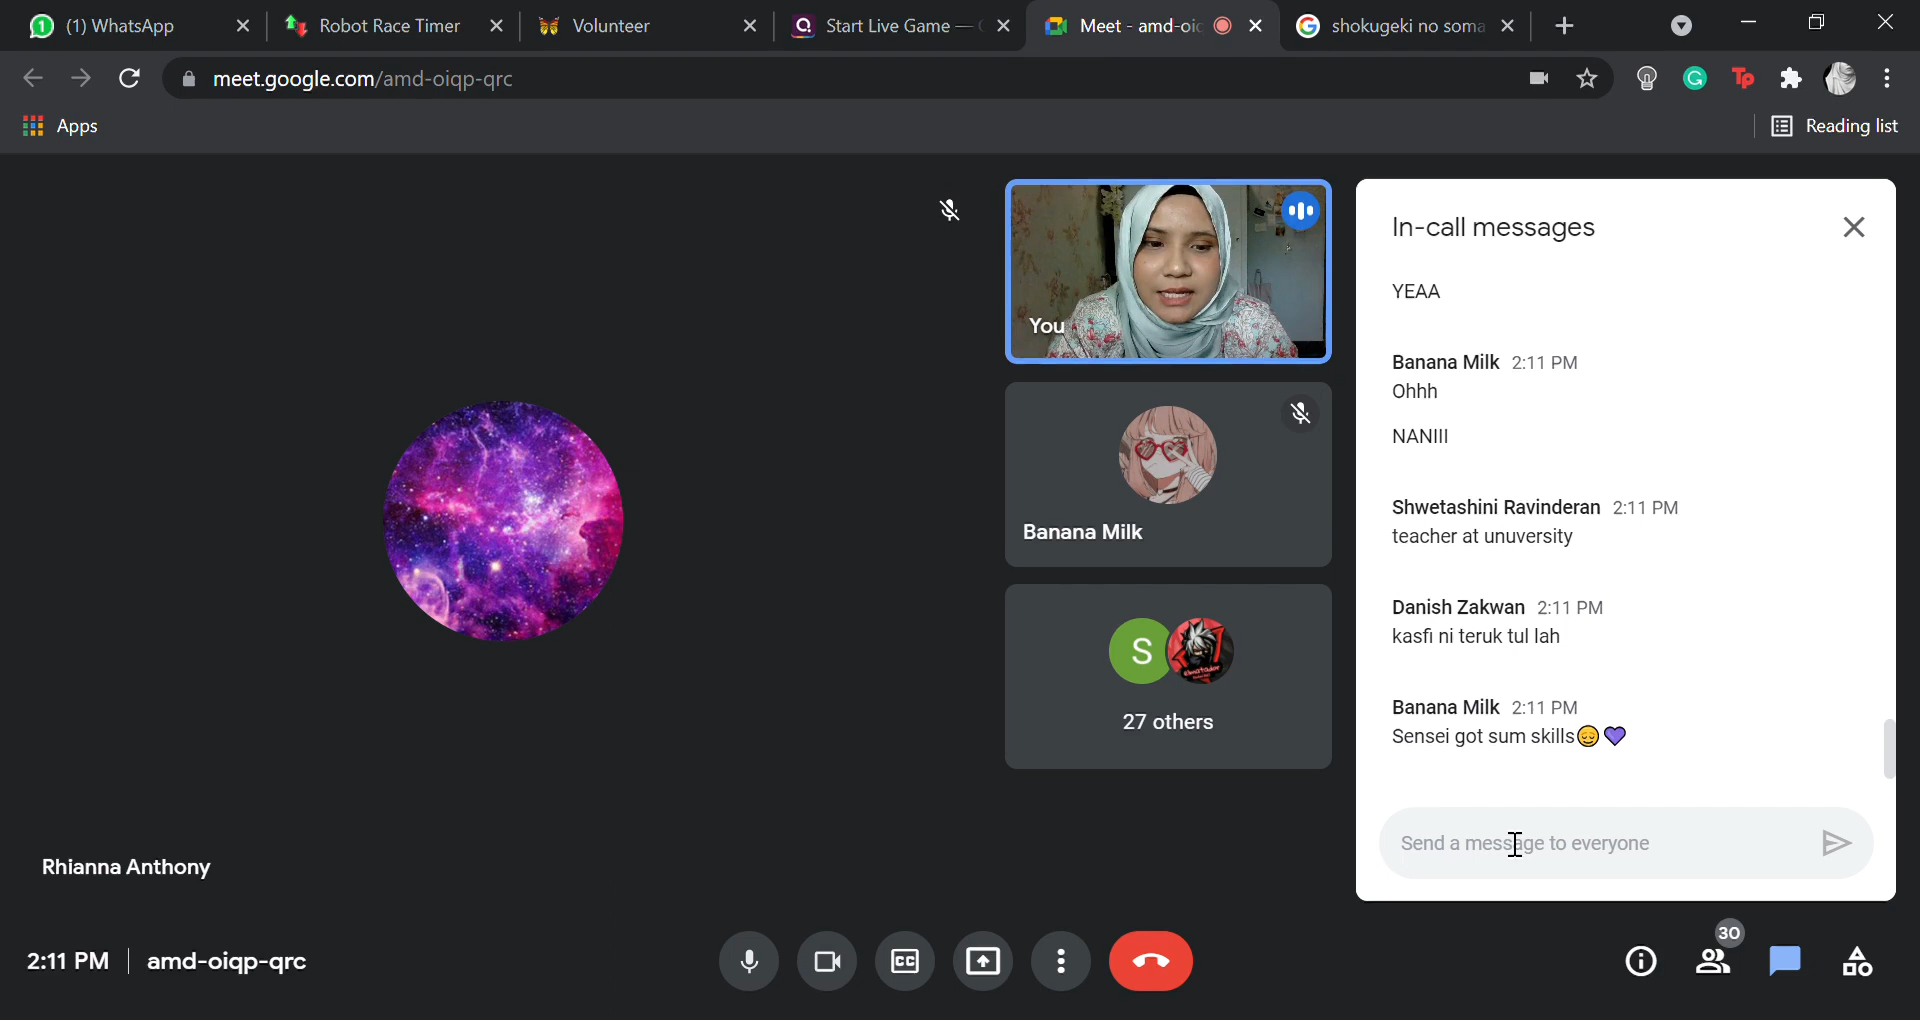 (1) WhatsApp
Robot Race Timer
Volunteer
Start Live Game —
Meet - amd-oi
shokugeki no soma
meet.google.com/amd-oiqp-qrc
Apps
Reading list
You
Banana Milk
S
27 others
Rhianna Anthony
In-call messages
YEAA
Banana Milk 2:11 PM
Ohhh
NANIII
Shwetashini Ravinderan 2:11 PM
teacher at unuversity
Danish Zakwan 2:11 PM
kasfi ni teruk tul lah
Banana Milk 2:11 PM
Sensei got sum skills😌💜
Send a message to everyone
2:11 PM | amd-oiqp-qrc
CC
30